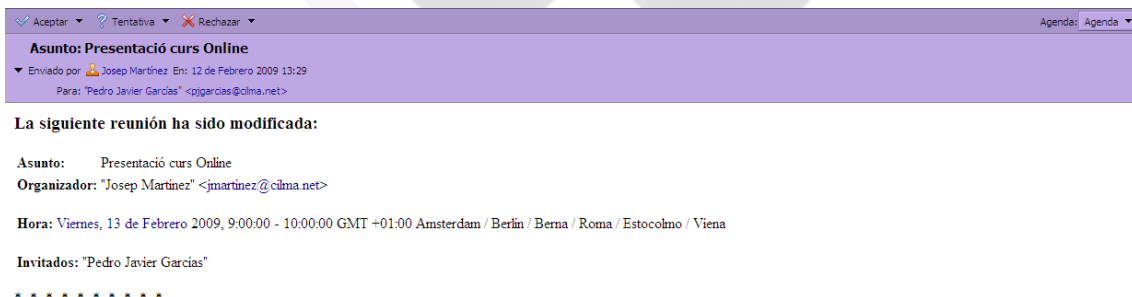 Aceptar Tentativa Rechazar Agenda: Agenda
Asunto: Presentació curs Online
Enviado por Josep Martínez En: 12 de Febrero 2009 13:29
Para: "Pedro Javier Garcías" <pjgarcias@cilma.net>
La siguiente reunión ha sido modificada:
Asunto: Presentació curs Online
Organizador: "Josep Martínez" <jmartinez@cilma.net>
Hora: Viernes, 13 de Febrero 2009, 9:00:00 - 10:00:00 GMT +01:00 Amsterdam / Berlin / Berna / Roma / Estocolmo / Viena
Invitados: "Pedro Javier Garcias"
* * * * * * * * * *